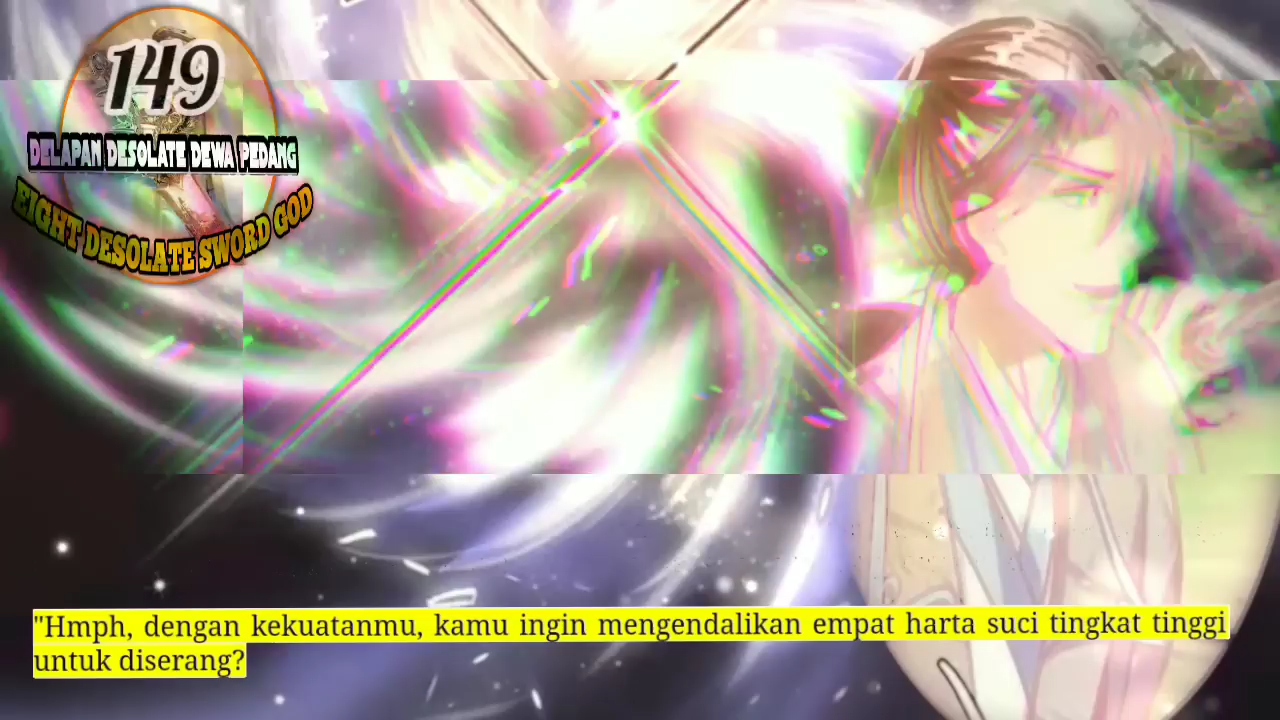 149
DELAPAN DESOLATE DEWA PEDANG
EIGHT DESOLATE SWORD GOD
"Hmph, dengan kekuatanmu, kamu ingin mengendalikan empat harta suci tingkat tinggi
untuk diserang?